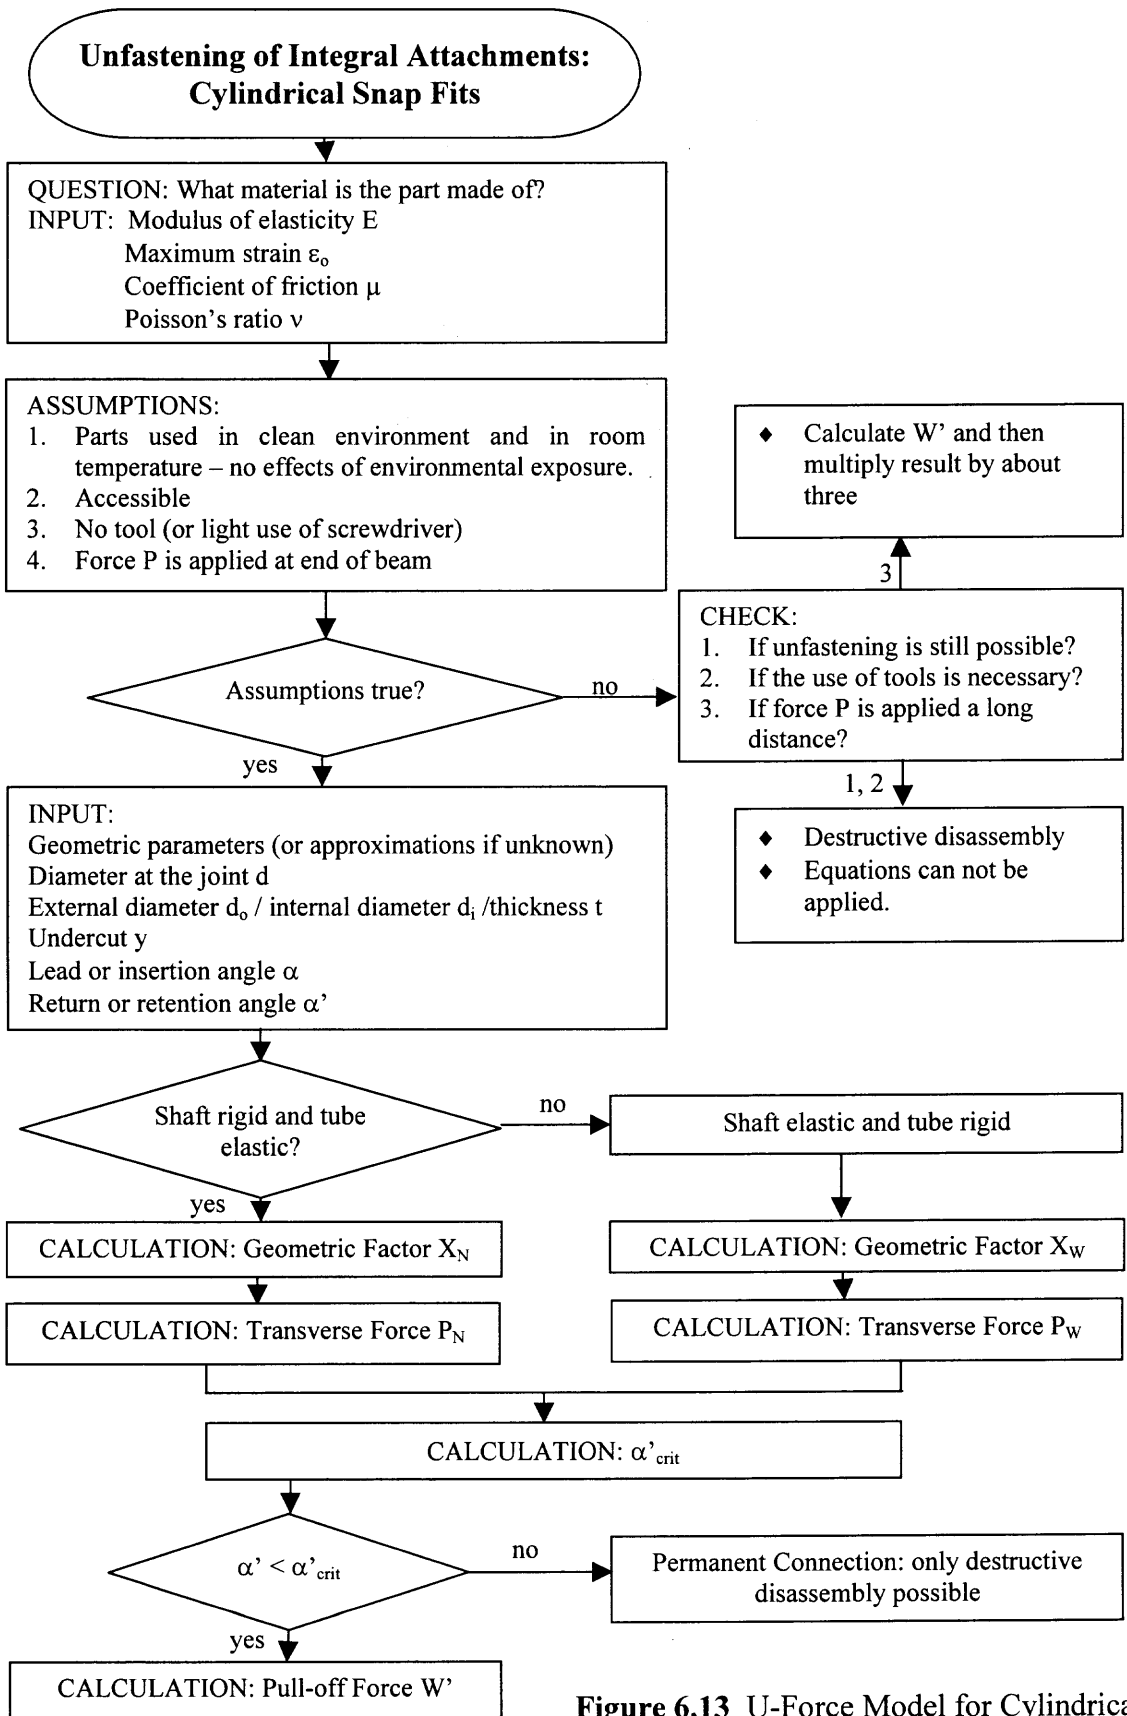 Unfastening of Integral Attachments:
Cylindrical Snap Fits
QUESTION: What material is the part made of?
INPUT: Modulus of elasticity E
Maximum strain εo
Coefficient of friction μ
Poisson's ratio ν
ASSUMPTIONS:
1. Parts used in clean environment and in room
temperature – no effects of environmental exposure.
2. Accessible
3. No tool (or light use of screwdriver)
4. Force P is applied at end of beam
♦ Calculate W' and then
multiply result by about
three
3
CHECK:
1. If unfastening is still possible?
2. If the use of tools is necessary?
3. If force P is applied a long
distance?
Assumptions true?
no
yes
1, 2
♦ Destructive disassembly
♦ Equations can not be
applied.
INPUT:
Geometric parameters (or approximations if unknown)
Diameter at the joint d
External diameter do / internal diameter di /thickness t
Undercut y
Lead or insertion angle α
Return or retention angle α'
Shaft rigid and tube
elastic?
no
Shaft elastic and tube rigid
yes
CALCULATION: Geometric Factor XN
CALCULATION: Geometric Factor XW
CALCULATION: Transverse Force PN
CALCULATION: Transverse Force PW
CALCULATION: α'crit
α' < α'crit
no
Permanent Connection: only destructive
disassembly possible
yes
CALCULATION: Pull-off Force W'
Figure 6.13 U-Force Model for Cylindrica